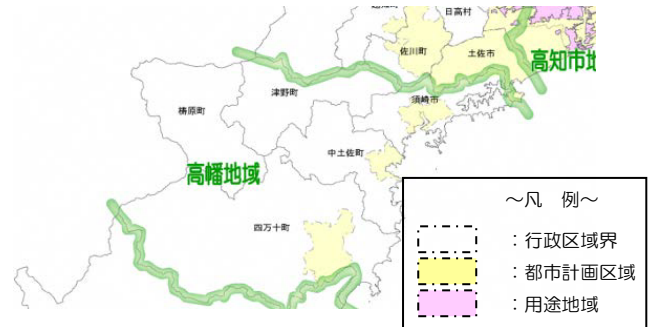 日高村
佐川町
土佐市
高知市地
津野町
須崎市
梼原町
中土佐町
高幡地域
四万十町
～凡　例～
：行政区域界
：都市計画区域
：用途地域